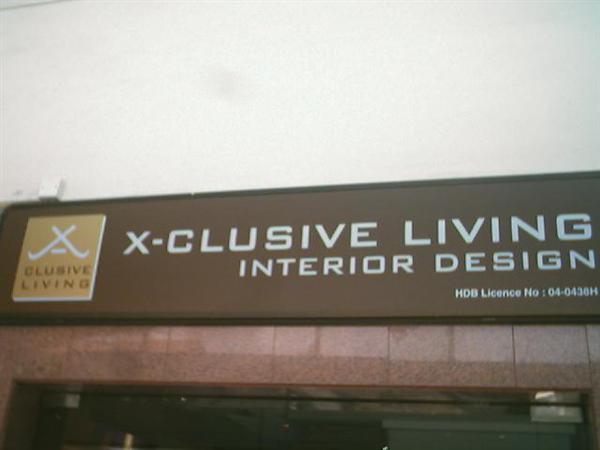 X
CLUSIVE
LIVING
X-CLUSIVE LIVING
INTERIOR DESIGN
HDB Licence No : 04-0438H